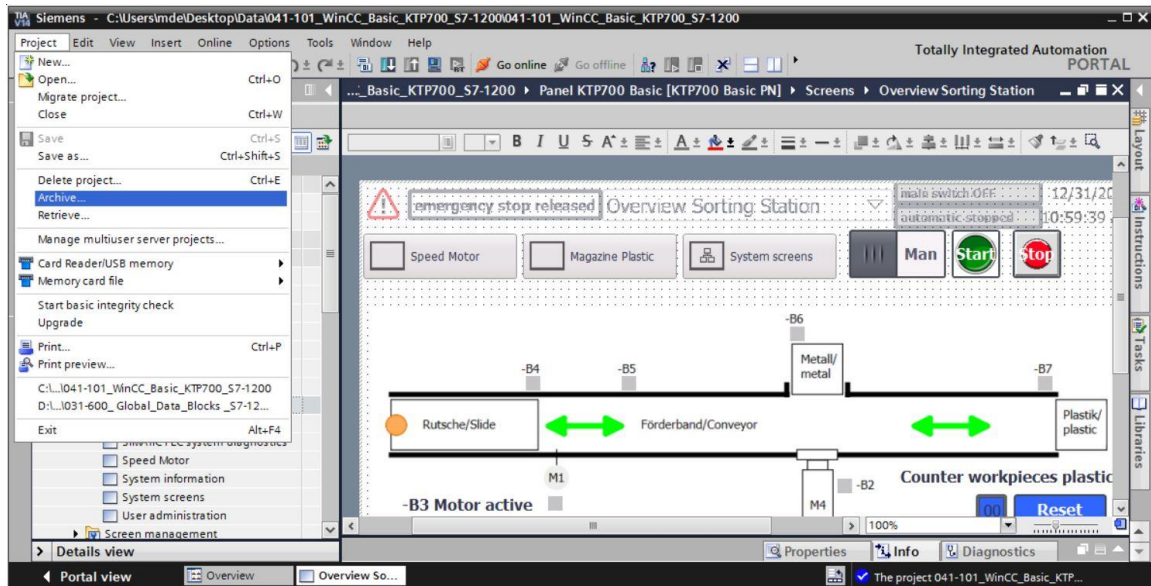 TIA V14 Siemens - C:\Users\mde\Desktop\Data\041-101_WinCC_Basic_KTP700_S7-1200\041-101_WinCC_Basic_KTP700_S7-1200
Project Edit View Insert Online Options Tools Window Help
Totally Integrated Automation
PORTAL
New...
Open... Ctrl+O
Migrate project...
Close Ctrl+W
Save Ctrl+S
Save as... Ctrl+Shift+S
Delete project... Ctrl+E
Archive...
Retrieve...
Manage multiuser server projects...
Card Reader/USB memory
Memory card file
Start basic integrity check
Upgrade
Print... Ctrl+P
Print preview...
C:\...\041-101_WinCC_Basic_KTP700_S7-1200
D:\...\031-600_ Global_Data_Blocks _S7-12...
Exit Alt+F4
Speed Motor
System information
System screens
User administration
Screen management
Details view
Go online Go offline
..._Basic_KTP700_S7-1200 Panel KTP700 Basic [KTP700 Basic PN] Screens Overview Sorting Station
B I U S A
emergency stop released Overview Sorting Station
main switch OFF
automatic stopped
12/31/20
10:59:39
Speed Motor Magazine Plastic System screens Man Start Stop
-B6
Metall/
metal
-B4 -B5 -B7
Rutsche/Slide Förderband/Conveyor
Plastik/
plastic
M1
-B3 Motor active
M4
-B2
Counter workpieces plastic
00 Reset
100%
Properties Info Diagnostics
Layout
Instructions
Tasks
Libraries
Portal view Overview Overview So...
The project 041-101_WinCC_Basic_KTP...